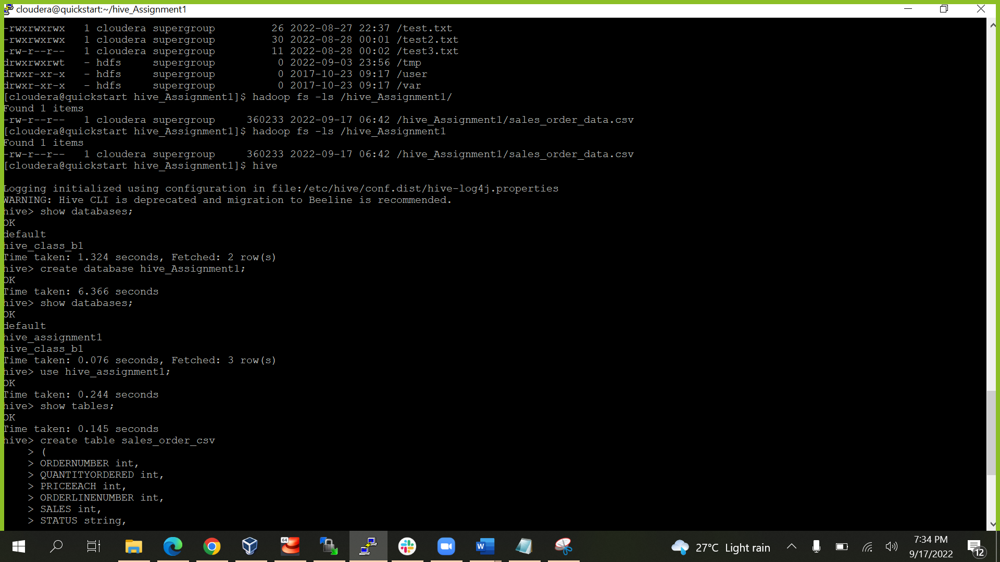 cloudera@quickstart:~/hive_Assignment1
-rwxrwxrwx   1 cloudera supergroup         26 2022-08-27 22:37 /test.txt
-rwxrwxrwx   1 cloudera supergroup         30 2022-08-28 00:01 /test2.txt
-rw-r--r--   1 cloudera supergroup         11 2022-08-28 00:02 /test3.txt
drwxrwxrwt   - hdfs     supergroup          0 2022-09-03 23:56 /tmp
drwxr-xr-x   - hdfs     supergroup          0 2017-10-23 09:17 /user
drwxr-xr-x   - hdfs     supergroup          0 2017-10-23 09:17 /var
[cloudera@quickstart hive_Assignment1]$ hadoop fs -ls /hive_Assignment1/
Found 1 items
-rw-r--r--   1 cloudera supergroup     360233 2022-09-17 06:42 /hive_Assignment1/sales_order_data.csv
[cloudera@quickstart hive_Assignment1]$ hadoop fs -ls /hive_Assignment1
Found 1 items
-rw-r--r--   1 cloudera supergroup     360233 2022-09-17 06:42 /hive_Assignment1/sales_order_data.csv
[cloudera@quickstart hive_Assignment1]$ hive
Logging initialized using configuration in file:/etc/hive/conf.dist/hive-log4j.properties
WARNING: Hive CLI is deprecated and migration to Beeline is recommended.
hive> show databases;
OK
default
hive_class_b1
Time taken: 1.324 seconds, Fetched: 2 row(s)
hive> create database hive_Assignment1;
OK
Time taken: 6.366 seconds
hive> show databases;
OK
default
hive_assignment1
hive_class_b1
Time taken: 0.076 seconds, Fetched: 3 row(s)
hive> use hive_assignment1;
OK
Time taken: 0.244 seconds
hive> show tables;
OK
Time taken: 0.145 seconds
hive> create table sales_order_csv
    > (
    > ORDERNUMBER int,
    > QUANTITYORDERED int,
    > PRICEEACH int,
    > ORDERLINENUMBER int,
    > SALES int,
    > STATUS string,
64
W
27°C Light rain
7:34 PM
9/17/2022
12